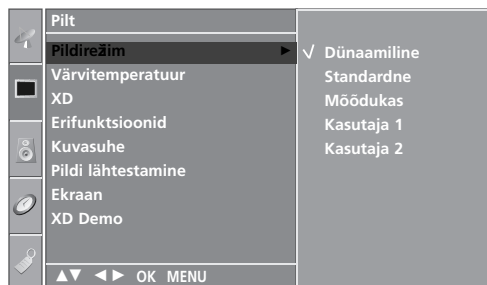 Pilt
Pildirežim ►
Värvitemperatuur
XD
Erifunktsioonid
Kuvasuhe
Pildi lähtestamine
Ekraan
XD Demo
▲▼ ◄► OK MENU
√ Dünaamiline
Standardne
Mõõdukas
Kasutaja 1
Kasutaja 2